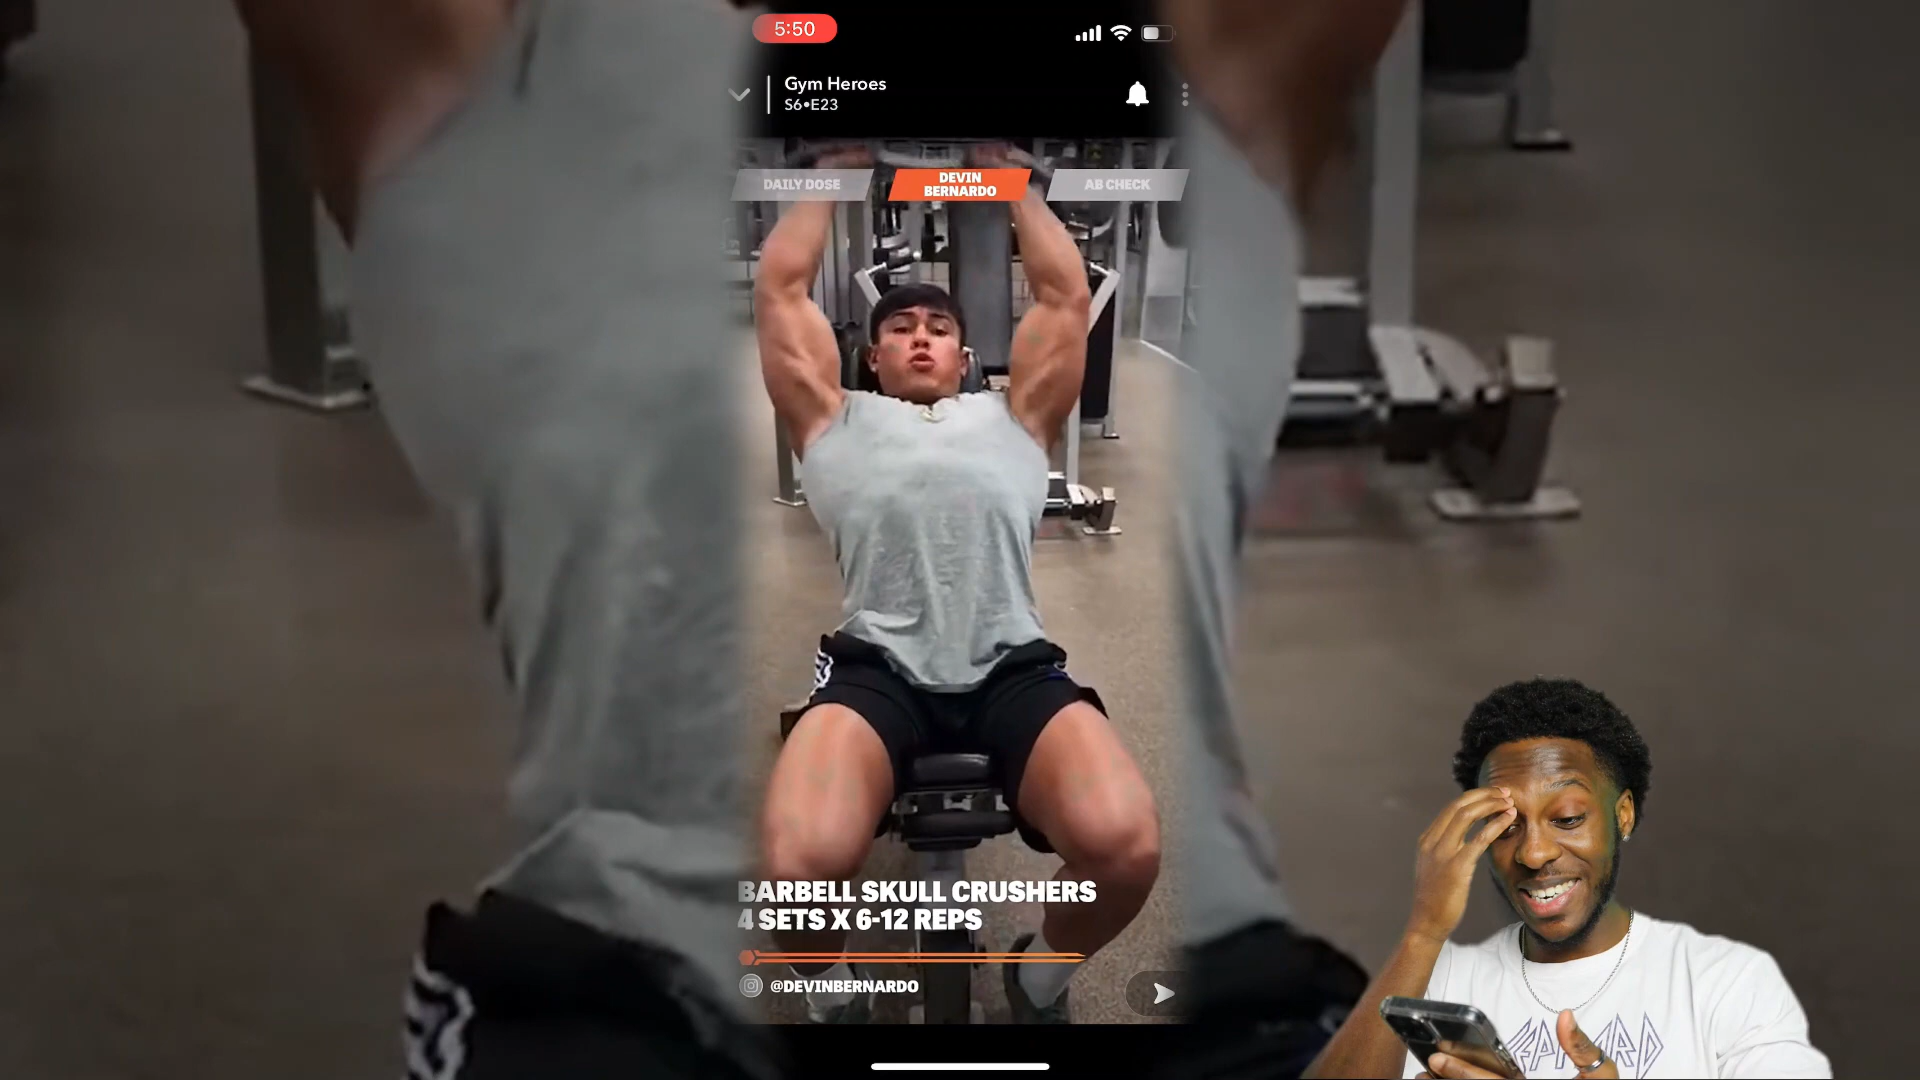 5:50
Gym Heroes
S6•E23
DAILY DOSE
DEVIN
BERNARDO
AB CHECK
BARBELL SKULL CRUSHERS
4 SETS X 6-12 REPS
@DEVINBERNARDO